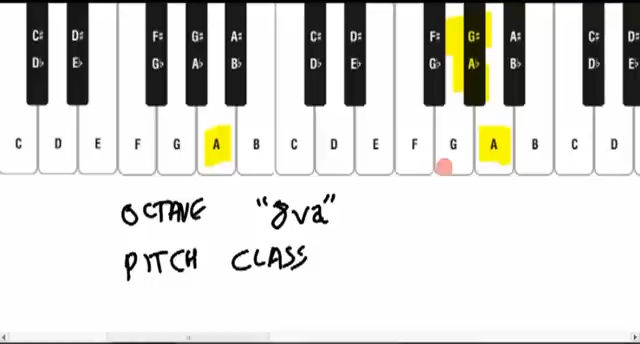 C♯ D♯ F♯ G♯ A♯ C♯ D♯ F♯ G♯ A♯ C♯ D♯
D♭ E♭ G♭ A♭ B♭ D♭ E♭ G♭ A♭ B♭ D♭ E♭
C D E F G A B C D E F G A B C D
OCTAVE "8va"
PITCH CLASS